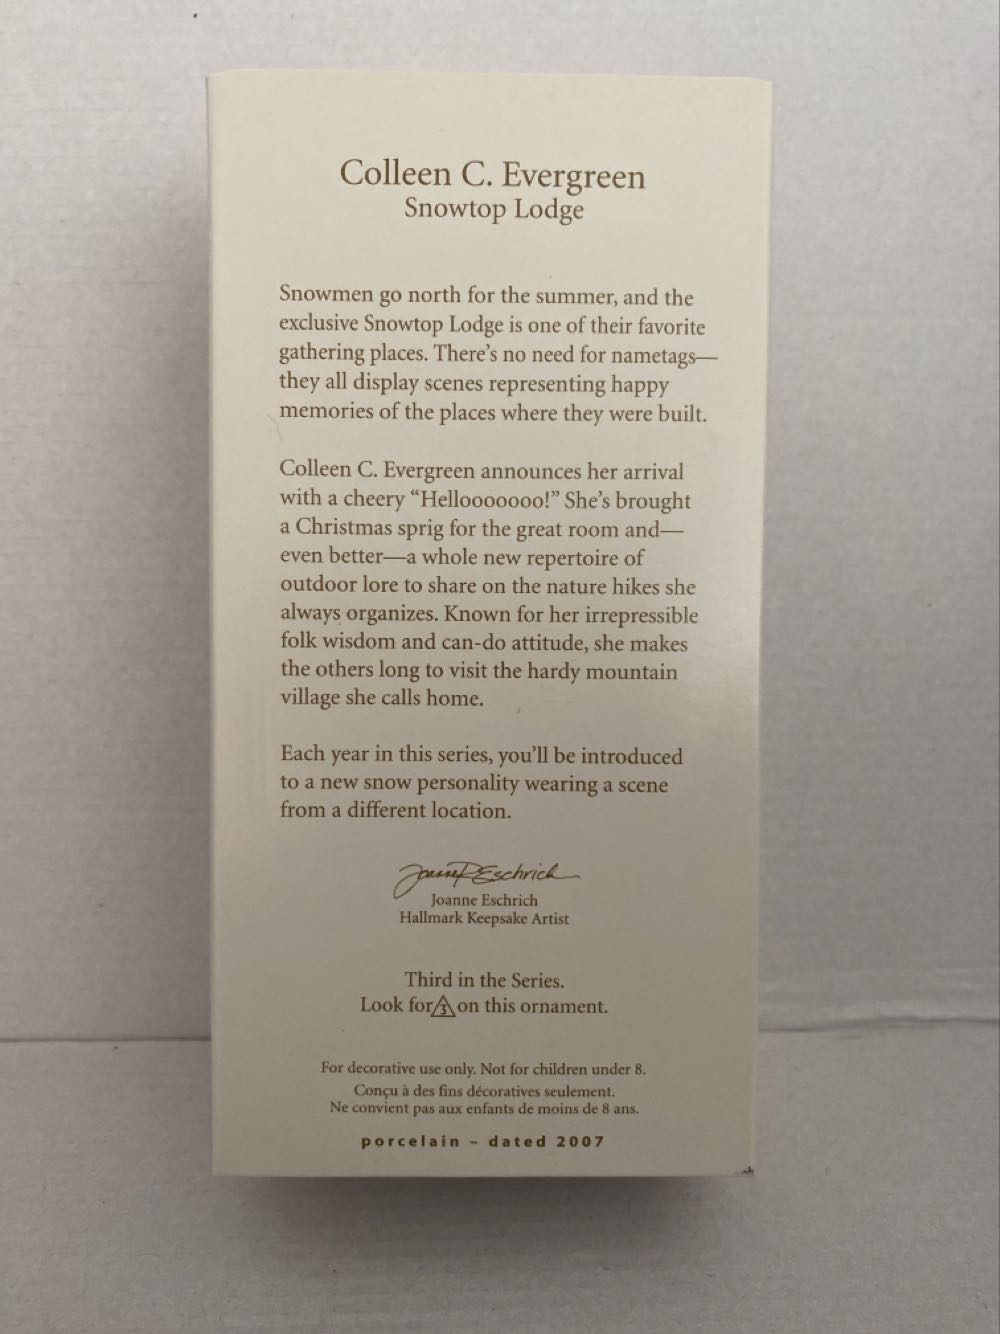 Colleen C. Evergreen
Snowtop Lodge
Snowmen go north for the summer, and the
exclusive Snowtop Lodge is one of their favorite
gathering places. There's no need for nametags—
they all display scenes representing happy
memories of the places where they were built.
Colleen C. Evergreen announces her arrival
with a cheery “Hellooooooo!” She's brought
a Christmas sprig for the great room and—
even better—a whole new repertoire of
outdoor lore to share on the nature hikes she
always organizes. Known for her irrepressible
folk wisdom and can-do attitude, she makes
the others long to visit the hardy mountain
village she calls home.
Each year in this series, you'll be introduced
to a new snow personality wearing a scene
from a different location.
Joanne Eschrich
Joanne Eschrich
Hallmark Keepsake Artist
Third in the Series.
Look for 3 on this ornament.
For decorative use only. Not for children under 8.
Conçu à des fins décoratives seulement.
Ne convient pas aux enfants de moins de 8 ans.
porcelain – dated 2007